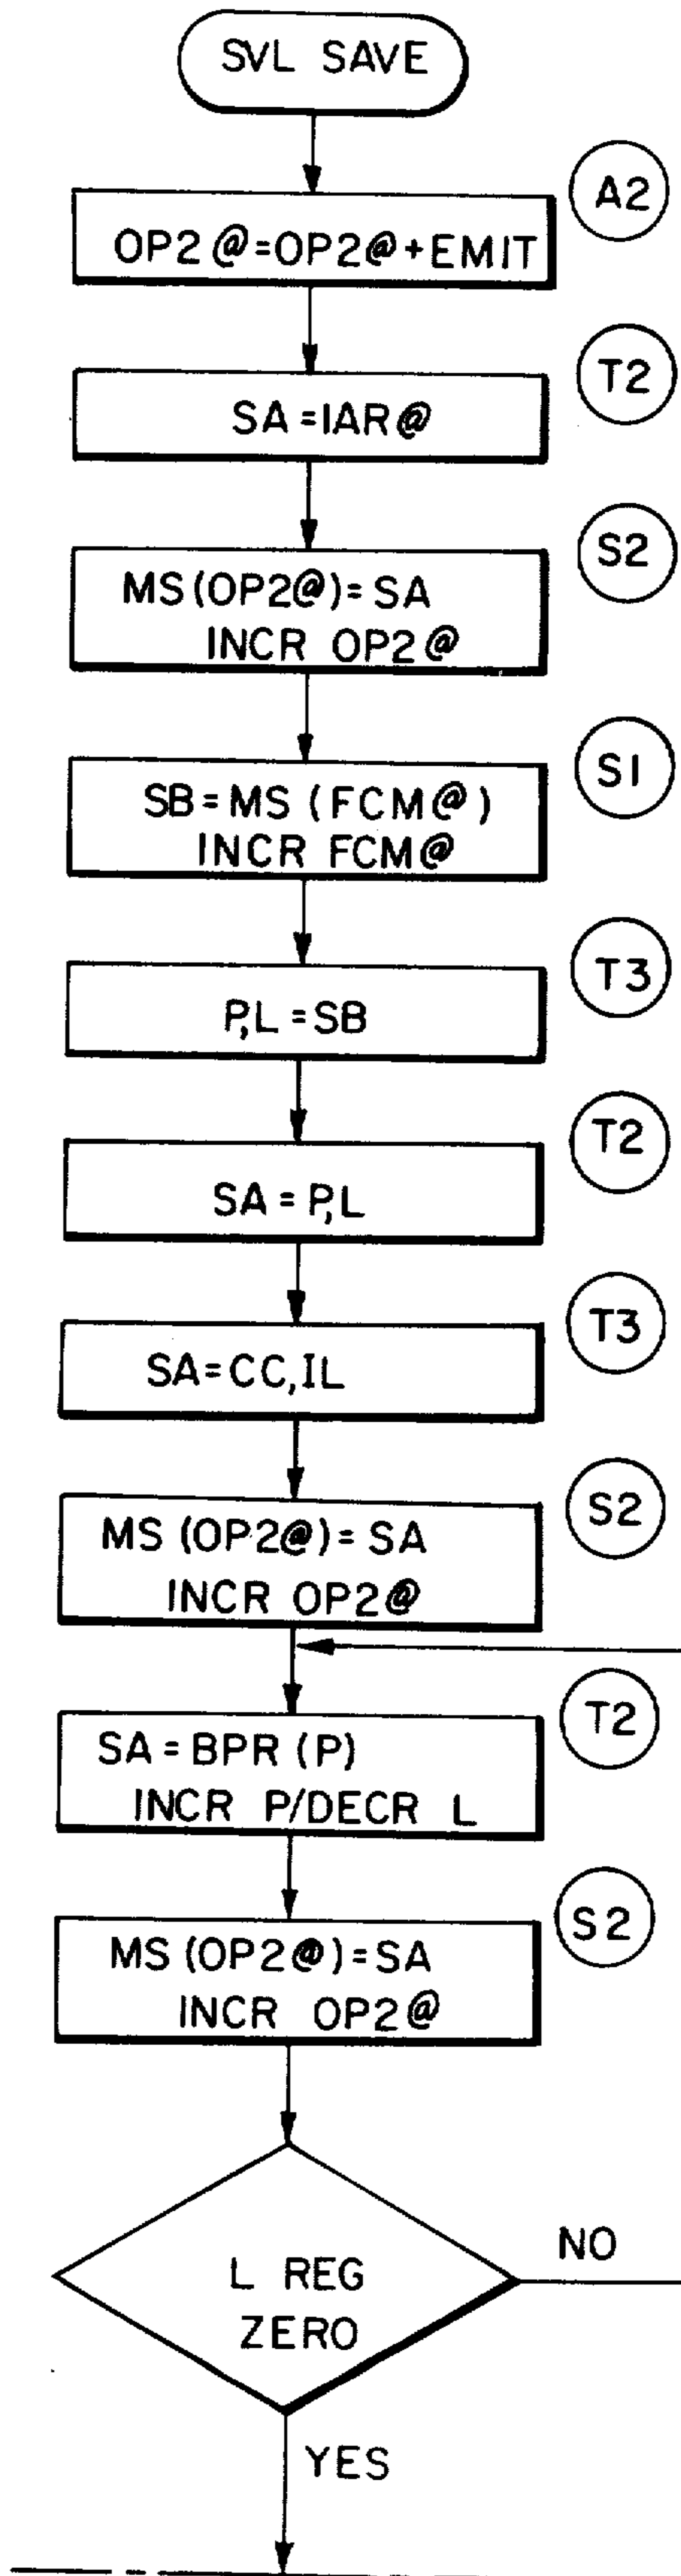 SVL SAVE
A2
OP2@=OP2@+EMIT
T2
SA=IAR@
S2
MS(OP2@)=SA
INCR OP2@
S1
SB=MS (FCM@)
INCR FCM@
T3
P,L=SB
T2
SA=P,L
T3
SA=CC,IL
S2
MS (OP2@)=SA
INCR OP2@
T2
SA=BPR (P)
INCR P/DECR L
S2
MS (OP2@)=SA
INCR OP2@
L REG
ZERO
NO
YES